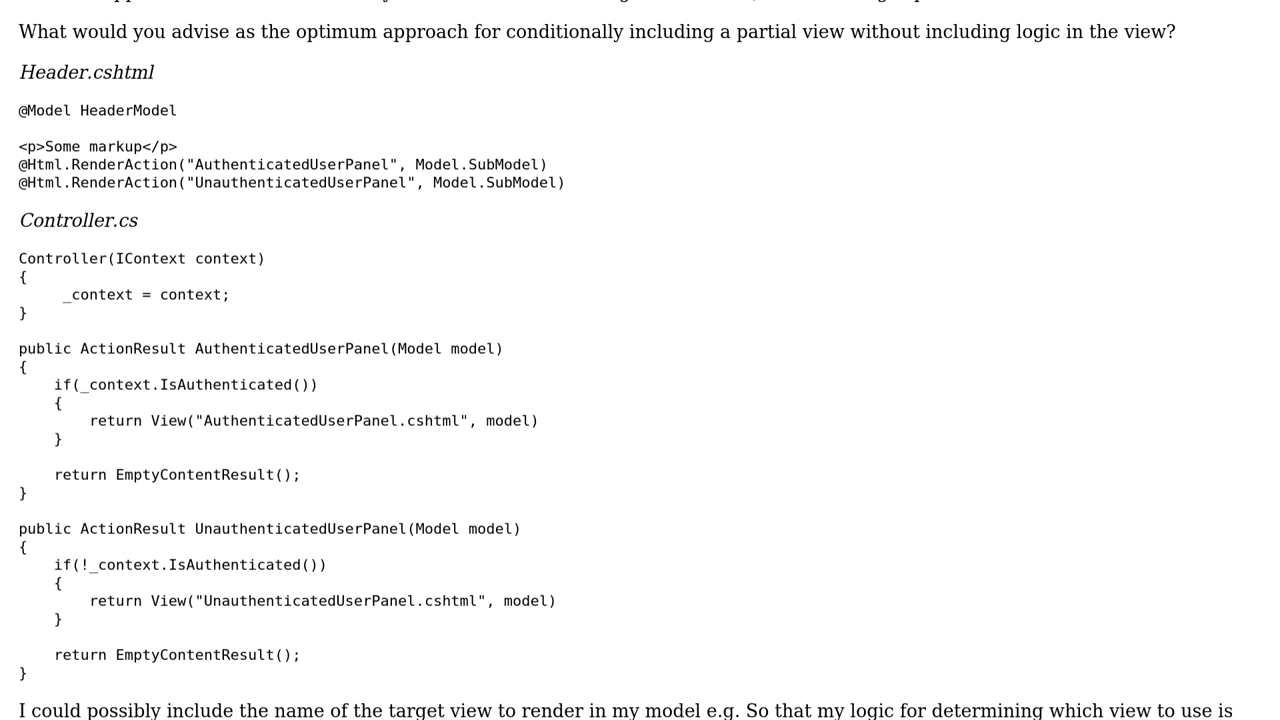 What would you advise as the optimum approach for conditionally including a partial view without including logic in the view?
Header.cshtml
@Model HeaderModel
<p>Some markup</p>
@Html.RenderAction("AuthenticatedUserPanel", Model.SubModel)
@Html.RenderAction("UnauthenticatedUserPanel", Model.SubModel)
Controller.cs
Controller(IContext context)
{
     _context = context;
}
public ActionResult AuthenticatedUserPanel(Model model)
{
    if(_context.IsAuthenticated())
    {
        return View("AuthenticatedUserPanel.cshtml", model)
    }
    return EmptyContentResult();
}
public ActionResult UnauthenticatedUserPanel(Model model)
{
    if(!_context.IsAuthenticated())
    {
        return View("UnauthenticatedUserPanel.cshtml", model)
    }
    return EmptyContentResult();
}
I could possibly include the name of the target view to render in my model e.g. So that my logic for determining which view to use is